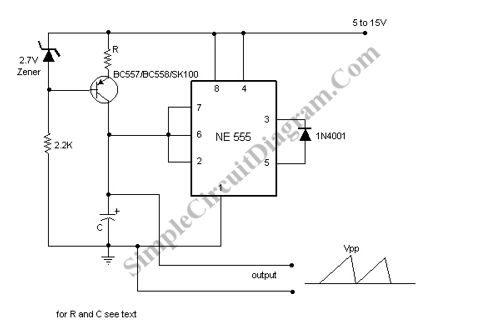 5 to 15V
R
2.7V
Zener
BC557/BC558/SK100
8
4
7
3
6
NE 555
1N4001
2.2K
2
5
1
+
C
SimpleCircuitDiagram.Com
Vpp
output
for R and C see text